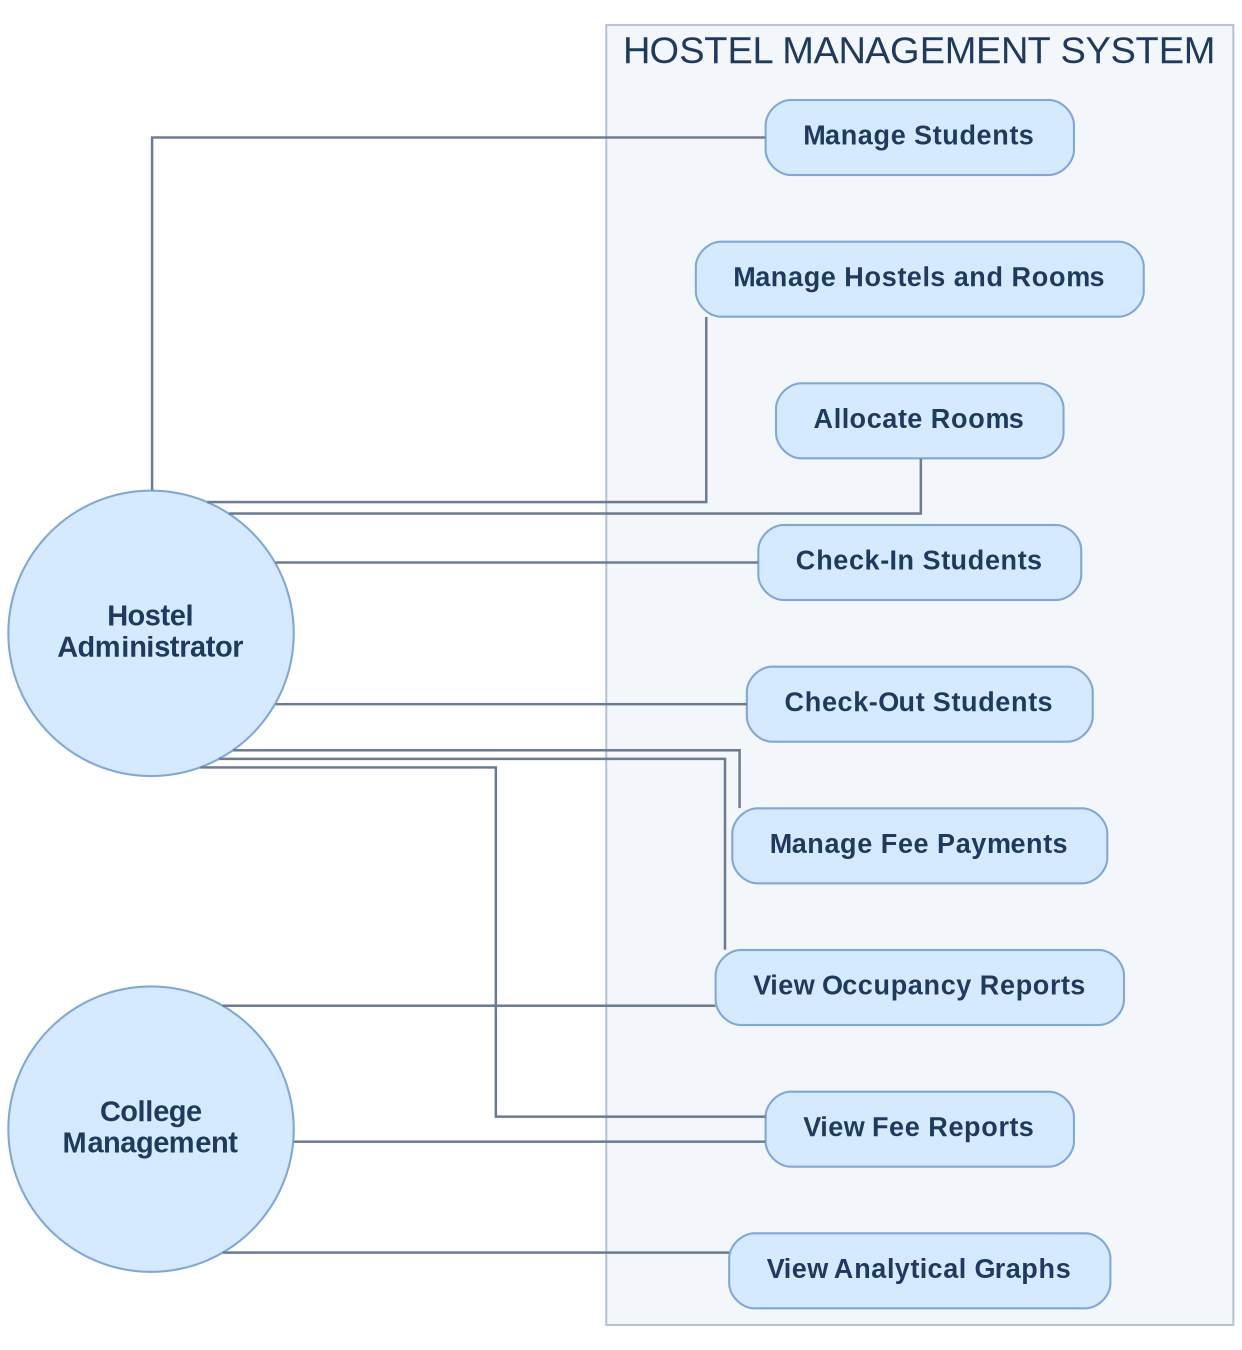 HOSTEL MANAGEMENT SYSTEM
Manage Students
Manage Hostels and Rooms
Allocate Rooms
Check-In Students
Hostel
Administrator
Check-Out Students
Manage Fee Payments
View Occupancy Reports
College
Management
View Fee Reports
View Analytical Graphs